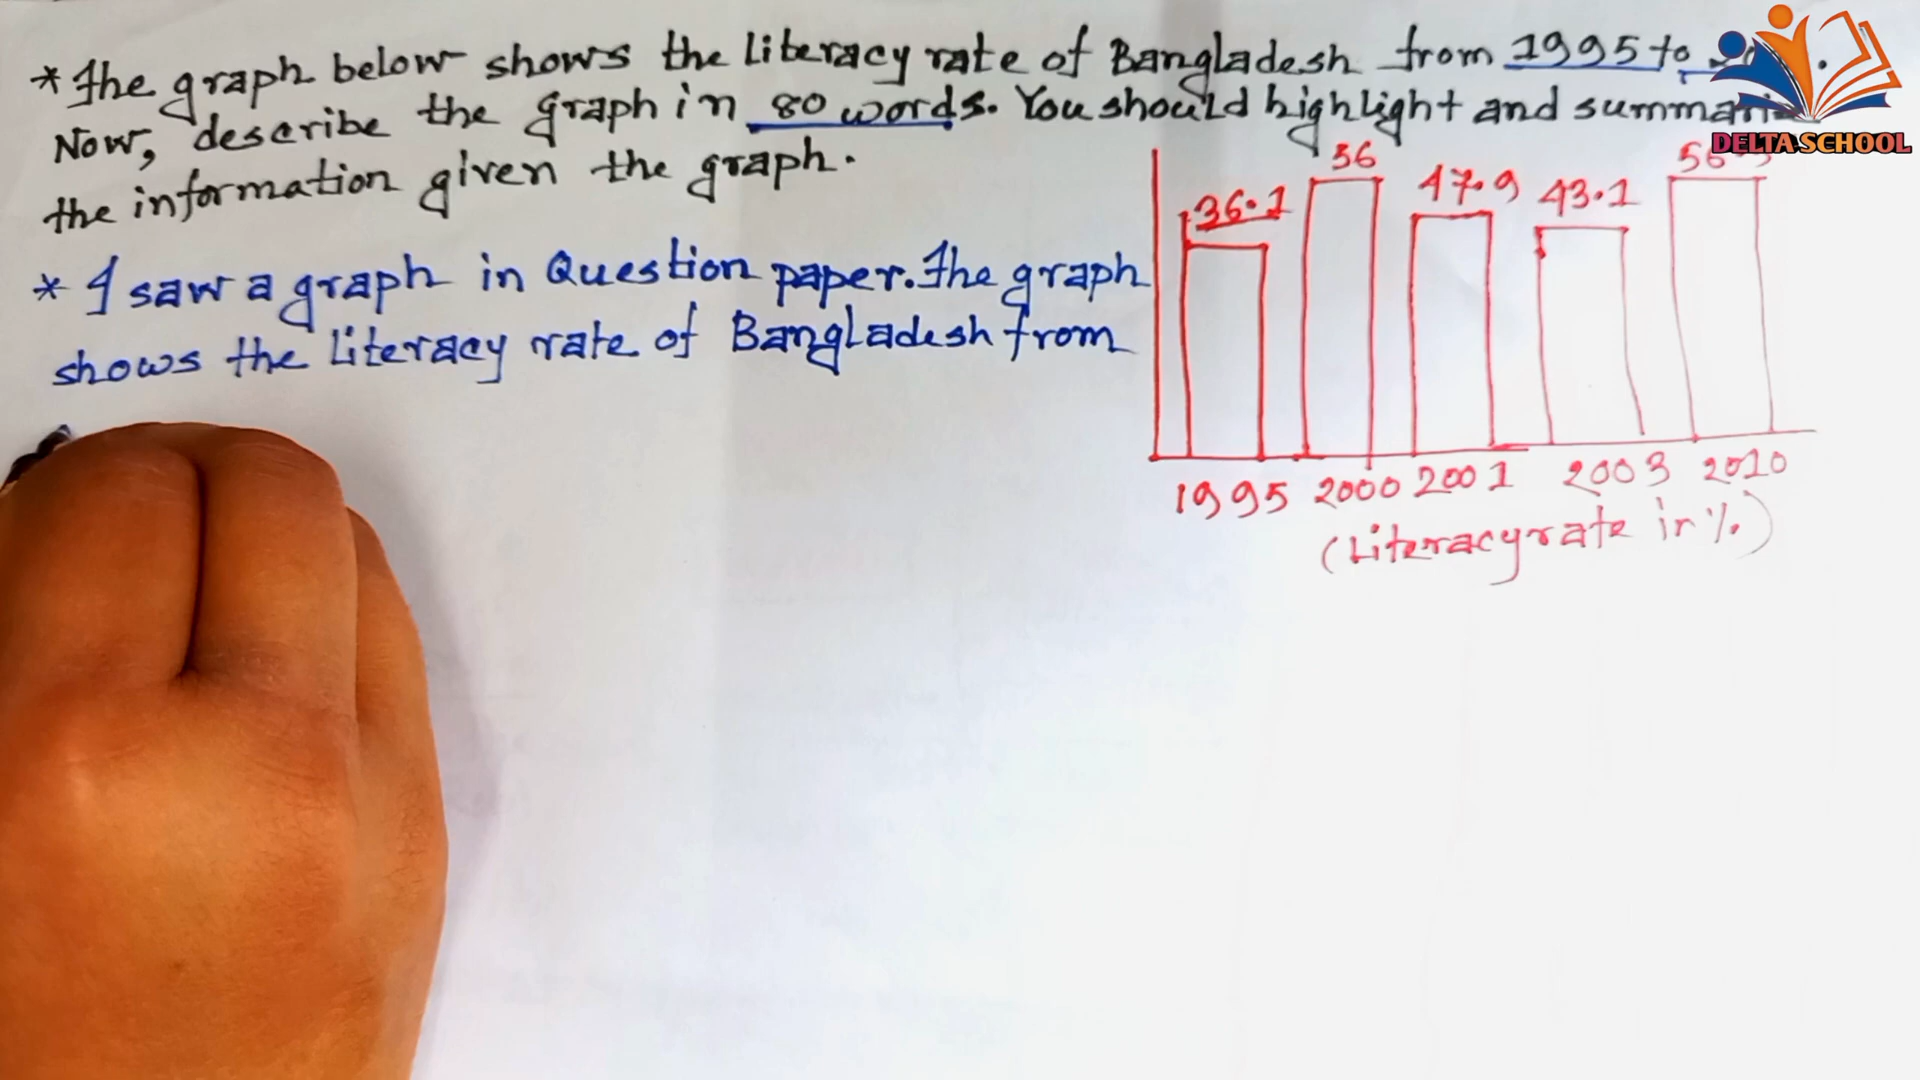 * The graph below shows the literacy rate of Bangladesh from 1995 to
Now, describe the graph in 80 words. You should highlight and
the information given the graph.
* I saw a graph in Question paper. The graph
shows the literacy rate of Bangladesh from
DELTA SCHOOL
36.1 56 47.9 43.1
1995 2000 2001 2003 2010
(Literacy rate in %)